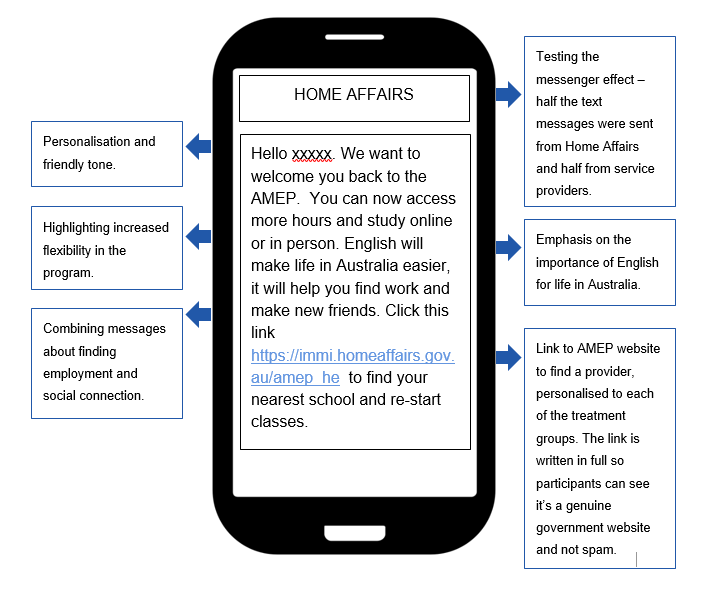 HOME AFFAIRS
Hello xxxxx. We want to
welcome you back to the
AMEP.  You can now access
more hours and study online
or in person. English will
make life in Australia easier,
it will help you find work and
make new friends. Click this
link
https://immi.homeaffairs.gov.
au/amep_he  to find your
nearest school and re-start
classes.
Personalisation and
friendly tone.
Highlighting increased
flexibility in the
program.
Combining messages
about finding
employment and
social connection.
Testing the
messenger effect –
half the text
messages were sent
from Home Affairs
and half from service
providers.
Emphasis on the
importance of English
for life in Australia.
Link to AMEP website
to find a provider,
personalised to each
of the treatment
groups. The link is
written in full so
participants can see
it's a genuine
government website
and not spam.